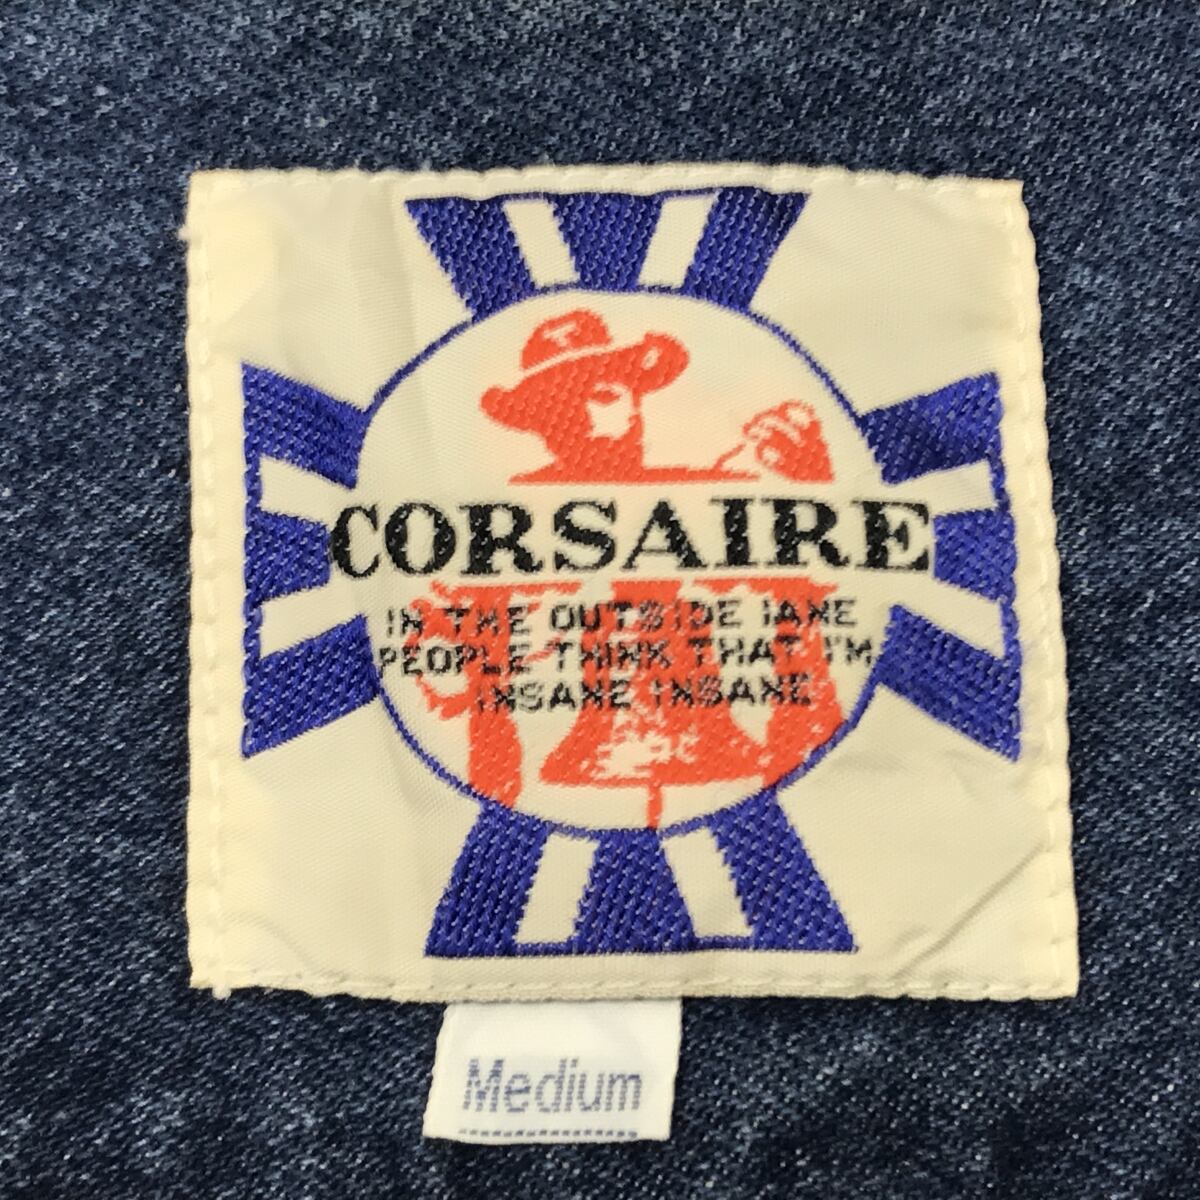 T
CORSAIRE
IN THE OUTSIDE IANE
PEOPLE THINK THAT I'M
INSANE INSANE
Medium